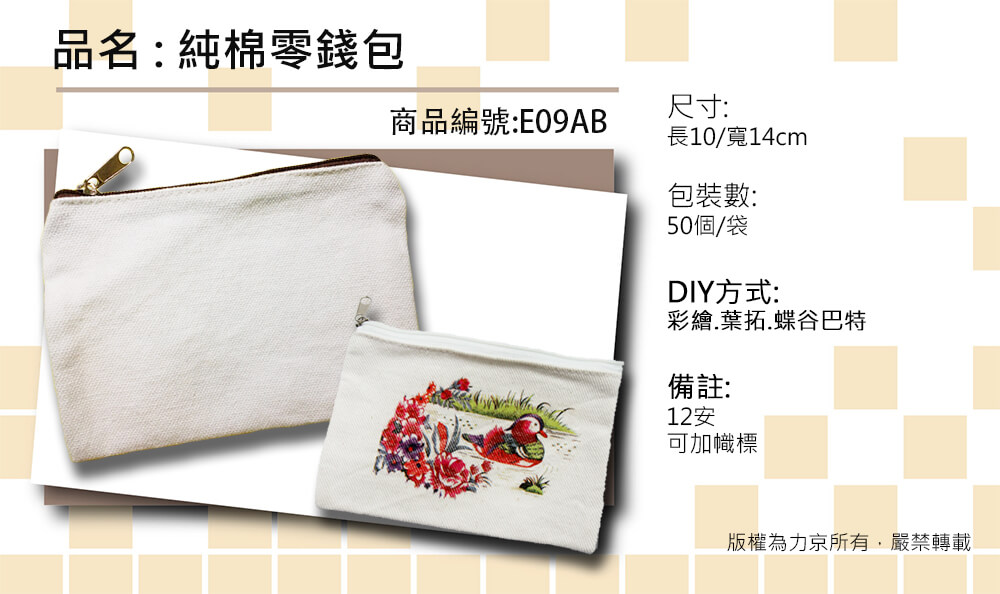 品名 : 純棉零錢包
商品編號:E09AB
尺寸:
長10/寬14cm
包裝數:
50個/袋
DIY方式:
彩繪.葉拓.蝶谷巴特
備註:
12安
可加幟標
版權為力京所有，嚴禁轉載